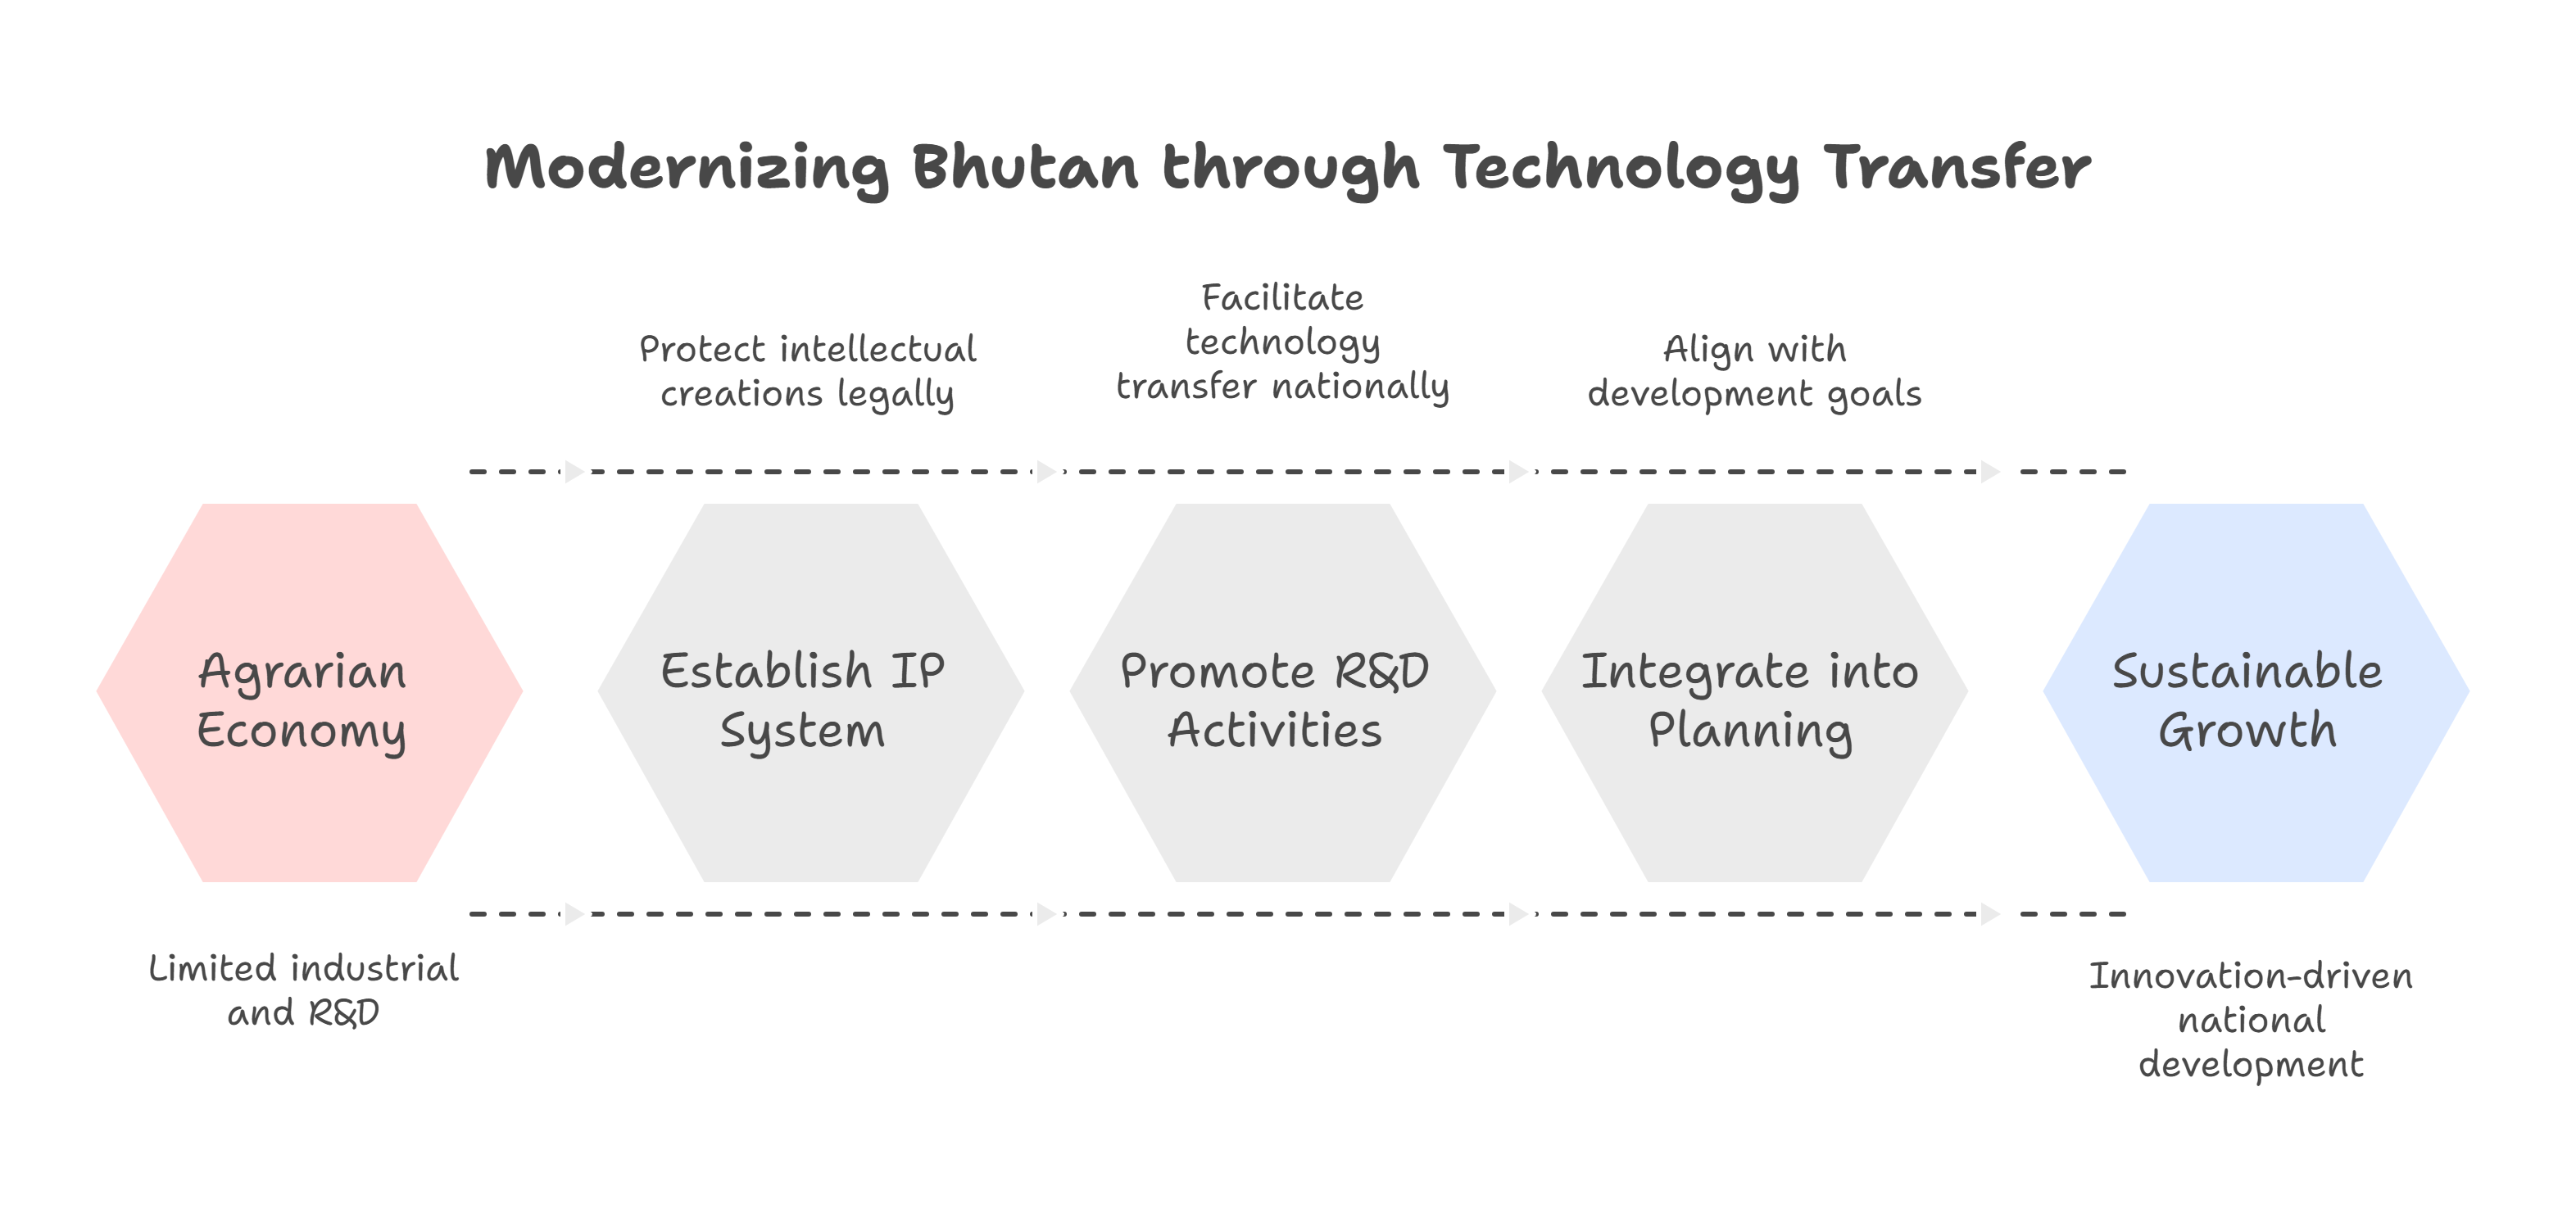 Modernizing Bhutan through Technology Transfer
Protect intellectual
creations legally
Facilitate
technology
transfer nationally
Align with
development goals
Agrarian
Economy
Establish IP
System
Promote R&D
Activities
Integrate into
Planning
Sustainable
Growth
Limited industrial
and R&D
Innovation-driven
national
development